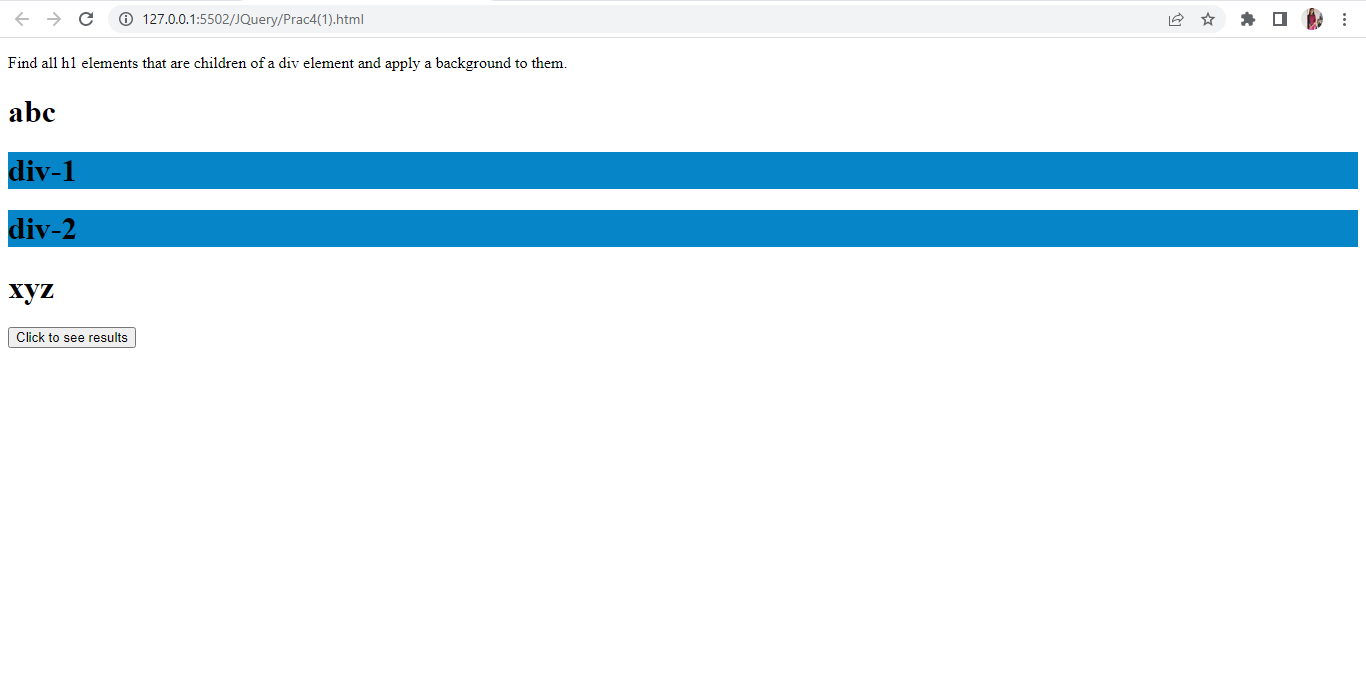 127.0.0.1:5502/JQuery/Prac4(1).html
Find all h1 elements that are children of a div element and apply a background to them.
abc
div-1
div-2
xyz
Click to see results